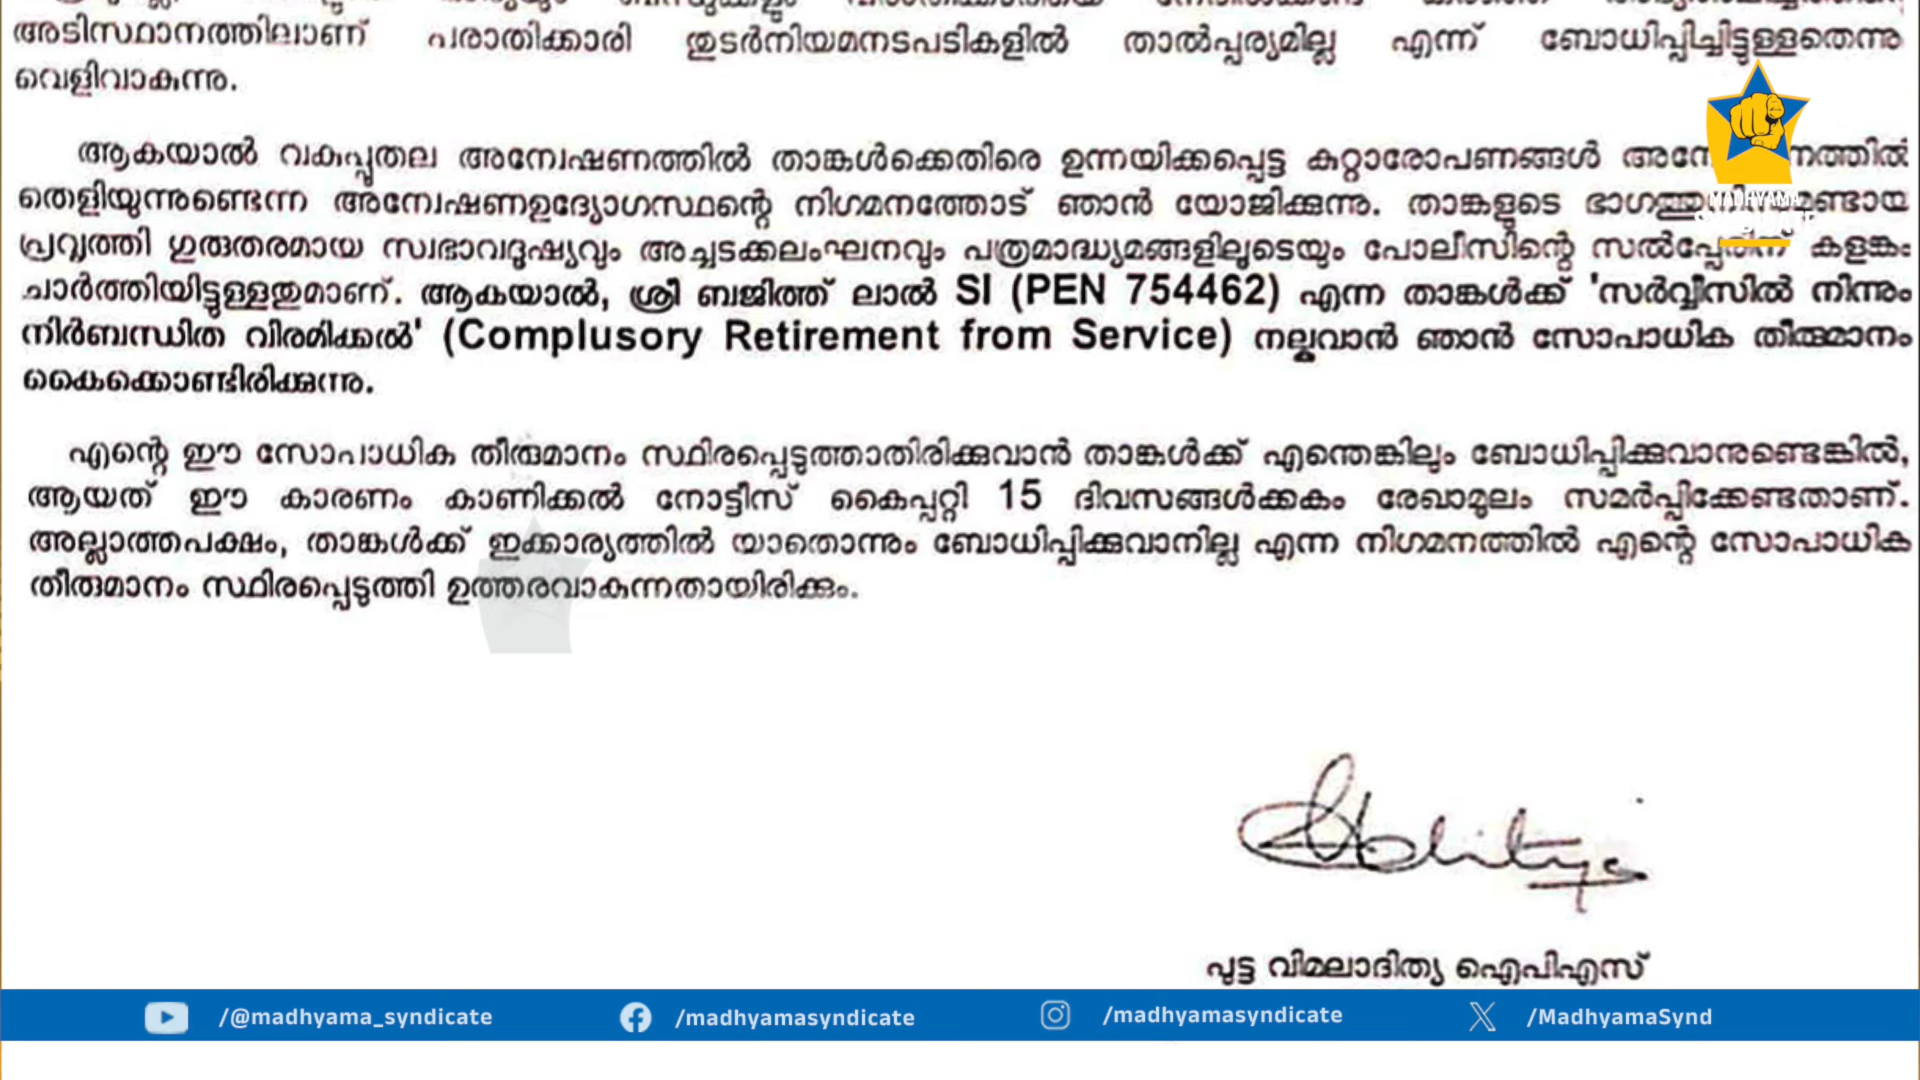 അടിസ്ഥാനത്തിലാണ് പരാതിക്കാരി തുടർനിയമനടപടികളിൽ താൽപ്പര്യമില്ല എന്ന് ബോധിപ്പിച്ചിട്ടുള്ളതെന്നു
വെളിവാകുന്നു.
ആകയാൽ വകുപ്പുതല അന്വേഷണത്തിൽ താങ്കൾക്കെതിരെ ഉന്നയിക്കപ്പെട്ട കുറ്റാരോപണങ്ങൾ
തെളിയുന്നുണ്ടെന്ന അന്വേഷണഉദ്യോഗസ്ഥന്റെ നിഗമനത്തോട് ഞാൻ യോജിക്കുന്നു. താങ്കളുടെ
പ്രവൃത്തി ഗുരുതരമായ സ്വഭാവദൂഷ്യവും അച്ചടക്കലംഘനവും പത്രമാദ്ധ്യമങ്ങളിലൂടെയും പോലീസിന്റെ കളങ്കം
ചാർത്തിയിട്ടുള്ളതുമാണ്. ആകയാൽ, ശ്രീ ബജിത്ത് ലാൽ SI (PEN 754462) എന്ന താങ്കൾക്ക് 'സർവ്വീസിൽ നിന്നും
നിർബന്ധിത വിരമിക്കൽ' (Complusory Retirement from Service) നല്കുവാൻ ഞാൻ സോപാധിക തീരുമാനം
കൈക്കൊണ്ടിരിക്കുന്നു.
എന്റെ ഈ സോപാധിക തീരുമാനം സ്ഥിരപ്പെടുത്താതിരിക്കുവാൻ താങ്കൾക്ക് എന്തെങ്കിലും ബോധിപ്പിക്കുവാനുണ്ടെങ്കിൽ,
ആയത് ഈ കാരണം കാണിക്കൽ നോട്ടീസ് കൈപ്പറ്റി 15 ദിവസങ്ങൾക്കകം രേഖാമൂലം സമർപ്പിക്കേണ്ടതാണ്.
അല്ലാത്തപക്ഷം, താങ്കൾക്ക് ഇക്കാര്യത്തിൽ യാതൊന്നും ബോധിപ്പിക്കുവാനില്ല എന്ന നിഗമനത്തിൽ എന്റെ സോപാധിക
തീരുമാനം സ്ഥിരപ്പെടുത്തി ഉത്തരവാകുന്നതായിരിക്കും.
പുട്ട വിമലാദിത്യ ഐപിഎസ്
MADHYAMA
/@madhyama_syndicate /madhyamasyndicate /madhyamasyndicate /MadhyamaSynd